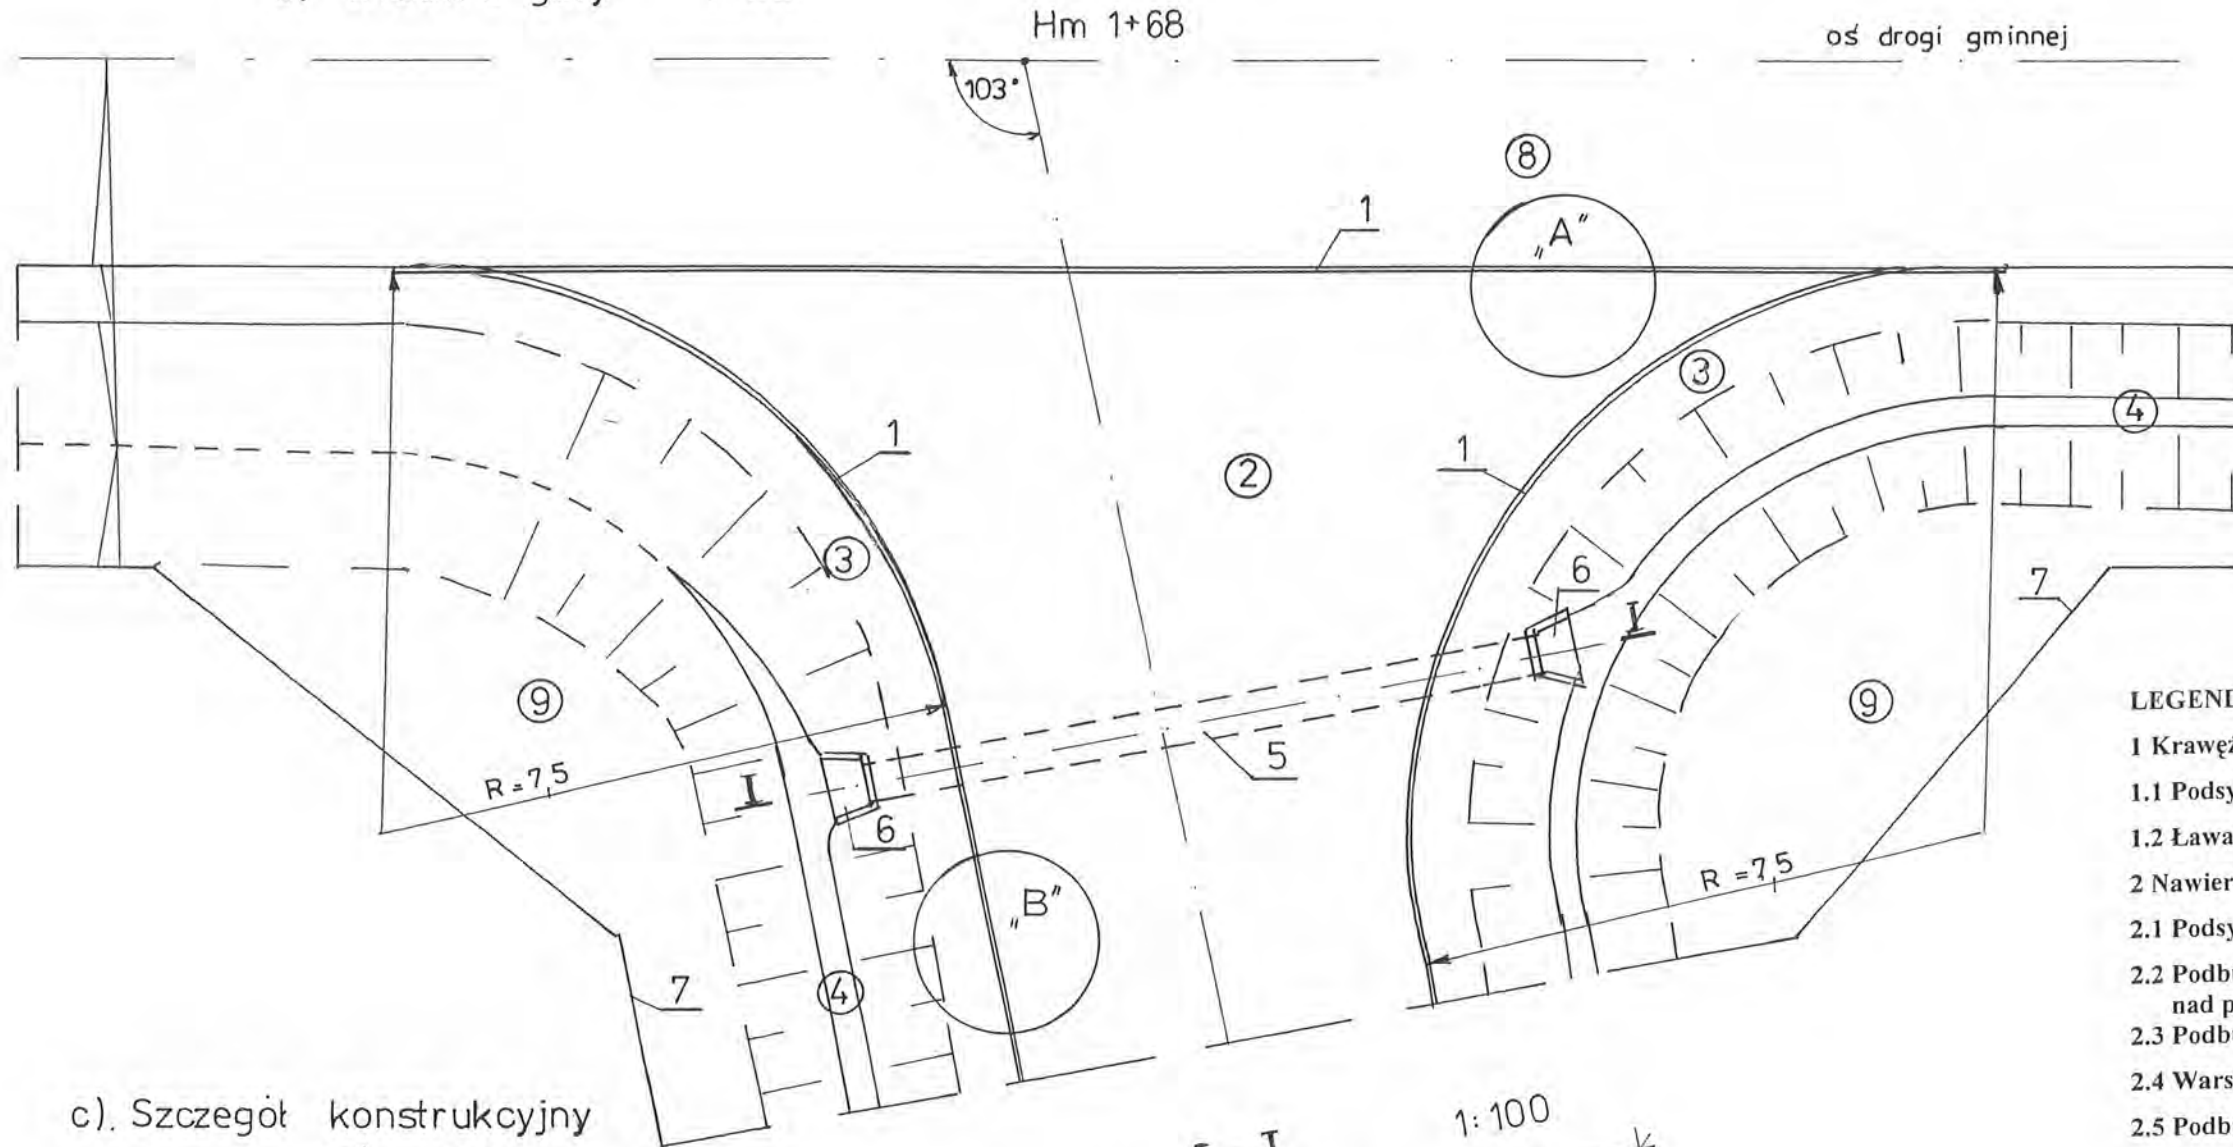 Hm 1+68
oś drogi gminnej
103°
8
1
„A”
3
4
1
1
2
3
6
I
7
9
9
5
R = 7,5
I
6
R = 7,5
„B”
7
4
LEGEND
1 Krawęż
1.1 Podsy
1.2 Ława
2 Nawier
2.1 Podsy
2.2 Podb
nad p
2.3 Podb
2.4 Wars
2.5 Podb
c). Szczegół konstrukcyjny
1:100